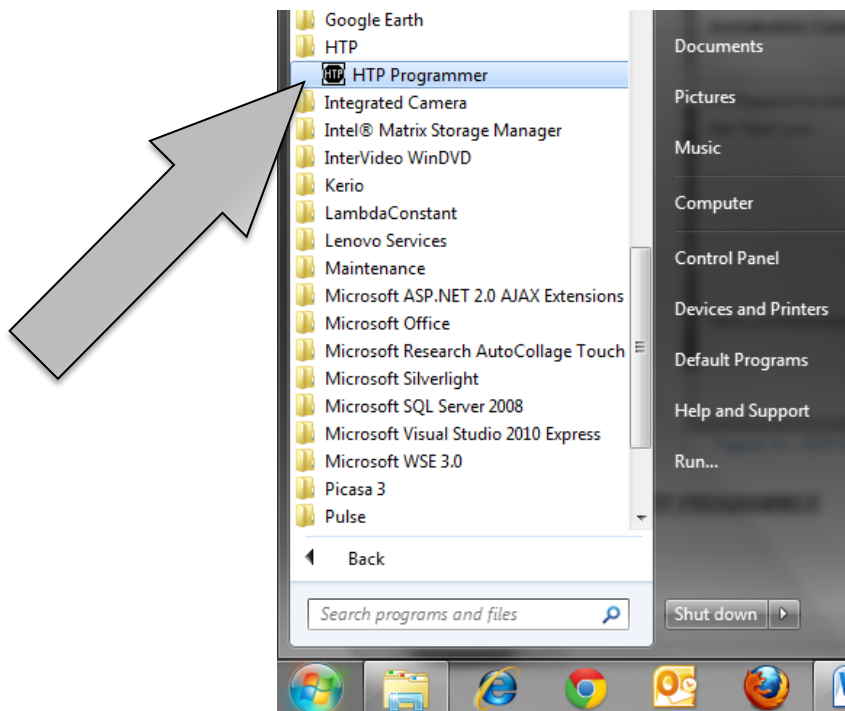 Google Earth
HTP
HTP HTP Programmer
Integrated Camera
Intel® Matrix Storage Manager
InterVideo WinDVD
Kerio
LambdaConstant
Lenovo Services
Maintenance
Microsoft ASP.NET 2.0 AJAX Extensions
Microsoft Office
Microsoft Research AutoCollage Touch
Microsoft Silverlight
Microsoft SQL Server 2008
Microsoft Visual Studio 2010 Express
Microsoft WSE 3.0
Picasa 3
Pulse
Back
Search programs and files
Documents
Pictures
Music
Computer
Control Panel
Devices and Printers
Default Programs
Help and Support
Run...
Shut down